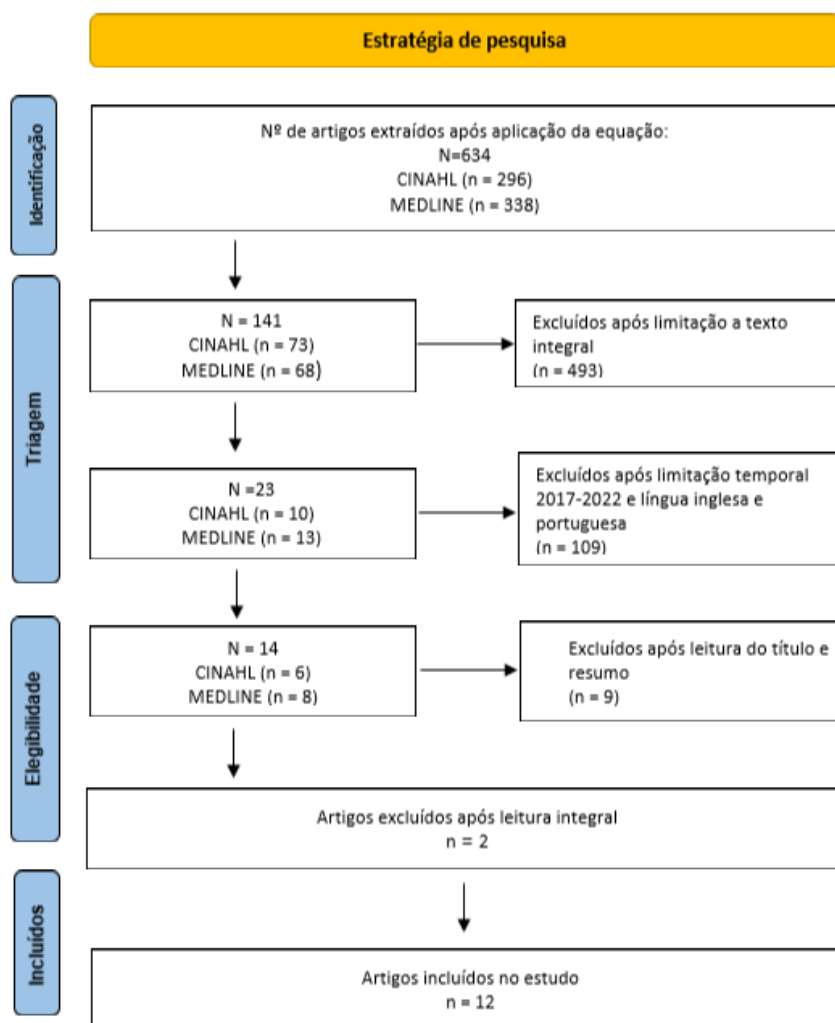 Estratégia de pesquisa
Identificação
Nº de artigos extraídos após aplicação da equação:
N=634
CINAHL (n = 296)
MEDLINE (n = 338)
Triagem
N = 141
CINAHL (n = 73)
MEDLINE (n = 68)
Excluídos após limitação a texto
integral
(n = 493)
N =23
CINAHL (n = 10)
MEDLINE (n = 13)
Excluídos após limitação temporal
2017-2022 e língua inglesa e
portuguesa
(n = 109)
Elegibilidade
N = 14
CINAHL (n = 6)
MEDLINE (n = 8)
Excluídos após leitura do título e
resumo
(n = 9)
Artigos excluídos após leitura integral
n = 2
Incluídos
Artigos incluídos no estudo
n = 12